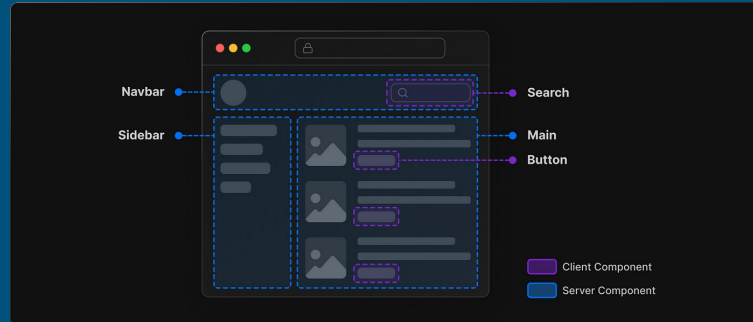 Navbar
Search
Sidebar
Main
Button
Client Component
Server Component